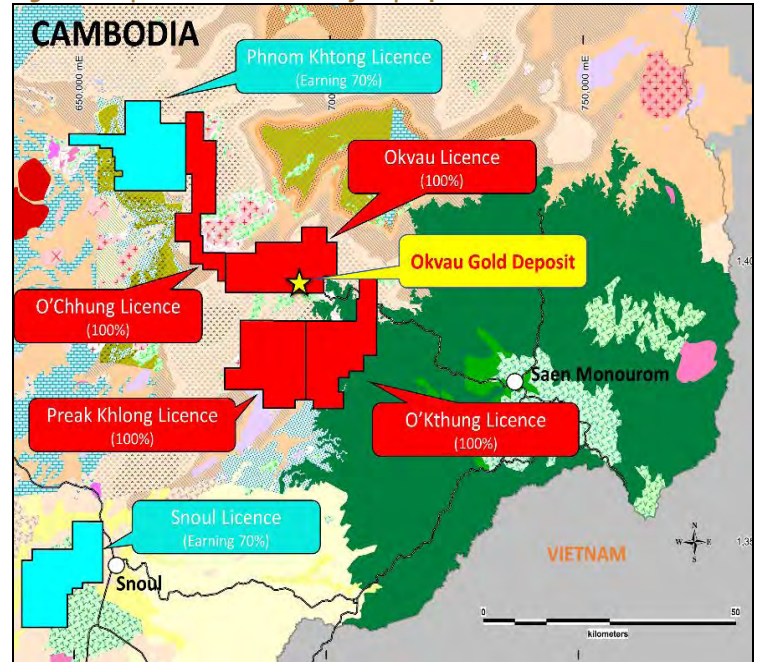 CAMBODIA
Phnom Khtong Licence
(Earning 70%)
650,000 mE
750,000 mE
Okvau Licence
(100%)
Okvau Gold Deposit
O'Chhung Licence
(100%)
Saen Monourom
Preak Khlong Licence
(100%)
O'Kthung Licence
(100%)
Snoul Licence
(Earning 70%)
Snoul
VIETNAM
N
W E
S
0
50
kilometers